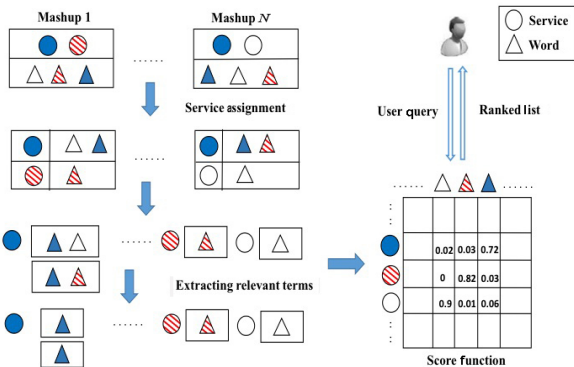 Mashup 1
Mashup N
Service
Word
......
Service assignment
User query
Ranked list
......
...... ......
0.02 0.03 0.72
...... Extracting relevant terms
0 0.82 0.03
0.9 0.01 0.06
......
Score function